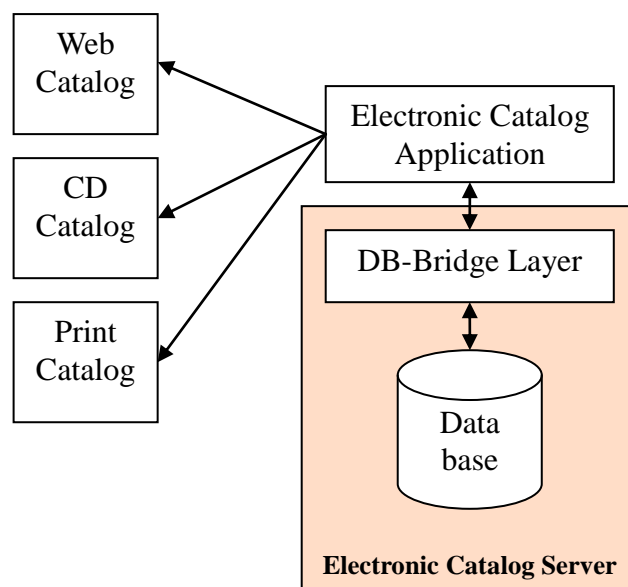 Web
Catalog
CD
Catalog
Print
Catalog
Electronic Catalog
Application
DB-Bridge Layer
Data
base
Electronic Catalog Server